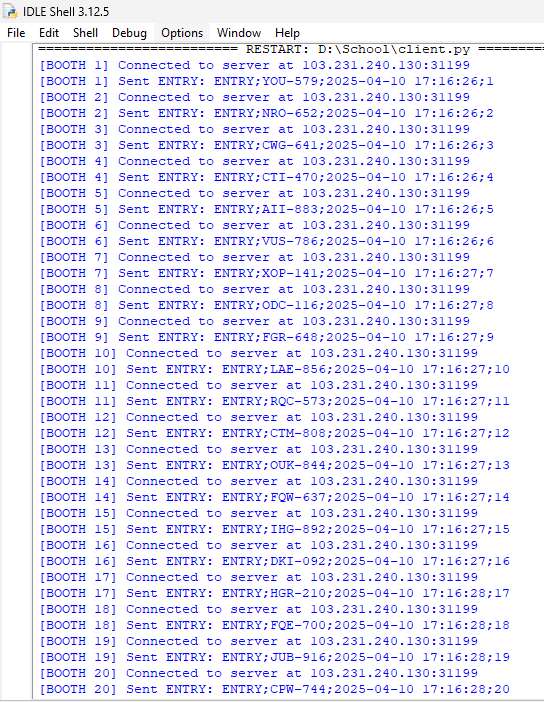 IDLE Shell 3.12.5
File Edit Shell Debug Options Window Help
========================= RESTART: D:\School\client.py =========
[BOOTH 1] Connected to server at 103.231.240.130:31199
[BOOTH 1] Sent ENTRY: ENTRY;YOU-579;2025-04-10 17:16:26;1
[BOOTH 2] Connected to server at 103.231.240.130:31199
[BOOTH 2] Sent ENTRY: ENTRY;NRO-652;2025-04-10 17:16:26;2
[BOOTH 3] Connected to server at 103.231.240.130:31199
[BOOTH 3] Sent ENTRY: ENTRY;CWG-641;2025-04-10 17:16:26;3
[BOOTH 4] Connected to server at 103.231.240.130:31199
[BOOTH 4] Sent ENTRY: ENTRY;CTI-470;2025-04-10 17:16:26;4
[BOOTH 5] Connected to server at 103.231.240.130:31199
[BOOTH 5] Sent ENTRY: ENTRY;AII-883;2025-04-10 17:16:26;5
[BOOTH 6] Connected to server at 103.231.240.130:31199
[BOOTH 6] Sent ENTRY: ENTRY;VUS-786;2025-04-10 17:16:26;6
[BOOTH 7] Connected to server at 103.231.240.130:31199
[BOOTH 7] Sent ENTRY: ENTRY;XOP-141;2025-04-10 17:16:27;7
[BOOTH 8] Connected to server at 103.231.240.130:31199
[BOOTH 8] Sent ENTRY: ENTRY;ODC-116;2025-04-10 17:16:27;8
[BOOTH 9] Connected to server at 103.231.240.130:31199
[BOOTH 9] Sent ENTRY: ENTRY;FGR-648;2025-04-10 17:16:27;9
[BOOTH 10] Connected to server at 103.231.240.130:31199
[BOOTH 10] Sent ENTRY: ENTRY;LAE-856;2025-04-10 17:16:27;10
[BOOTH 11] Connected to server at 103.231.240.130:31199
[BOOTH 11] Sent ENTRY: ENTRY;RQC-573;2025-04-10 17:16:27;11
[BOOTH 12] Connected to server at 103.231.240.130:31199
[BOOTH 12] Sent ENTRY: ENTRY;CTM-808;2025-04-10 17:16:27;12
[BOOTH 13] Connected to server at 103.231.240.130:31199
[BOOTH 13] Sent ENTRY: ENTRY;OUK-844;2025-04-10 17:16:27;13
[BOOTH 14] Connected to server at 103.231.240.130:31199
[BOOTH 14] Sent ENTRY: ENTRY;FQW-637;2025-04-10 17:16:27;14
[BOOTH 15] Connected to server at 103.231.240.130:31199
[BOOTH 15] Sent ENTRY: ENTRY;IHG-892;2025-04-10 17:16:27;15
[BOOTH 16] Connected to server at 103.231.240.130:31199
[BOOTH 16] Sent ENTRY: ENTRY;DKI-092;2025-04-10 17:16:27;16
[BOOTH 17] Connected to server at 103.231.240.130:31199
[BOOTH 17] Sent ENTRY: ENTRY;HGR-210;2025-04-10 17:16:28;17
[BOOTH 18] Connected to server at 103.231.240.130:31199
[BOOTH 18] Sent ENTRY: ENTRY;FQE-700;2025-04-10 17:16:28;18
[BOOTH 19] Connected to server at 103.231.240.130:31199
[BOOTH 19] Sent ENTRY: ENTRY;JUB-916;2025-04-10 17:16:28;19
[BOOTH 20] Connected to server at 103.231.240.130:31199
[BOOTH 20] Sent ENTRY: ENTRY;CPW-744;2025-04-10 17:16:28;20